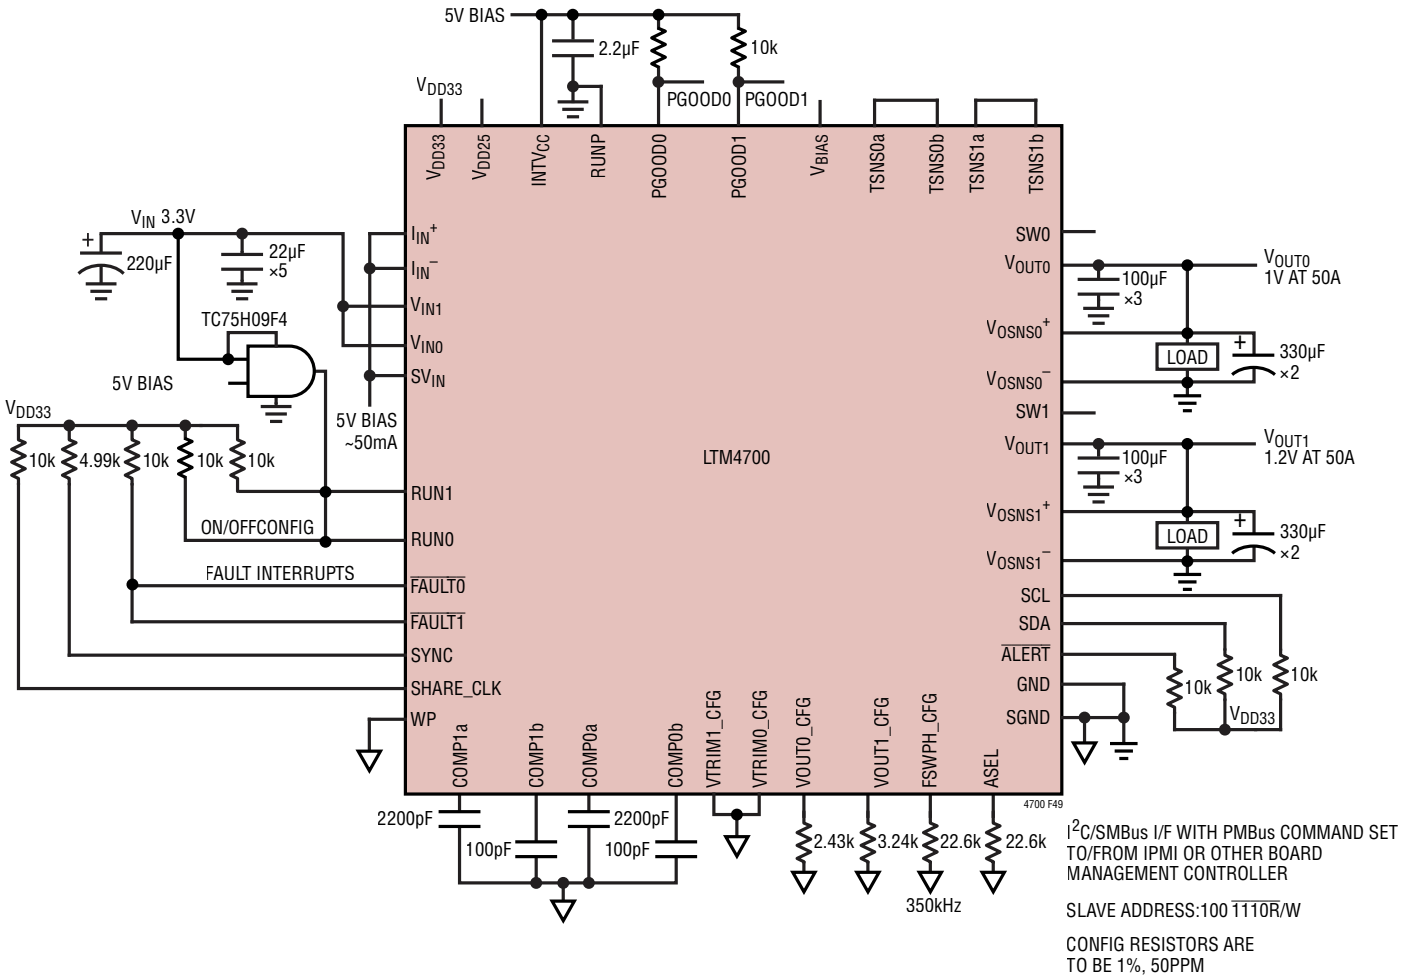 5V BIAS
2.2µF
10k
VDD33
PGOOD0
PGOOD1
VDD33
VDD25
INTVCC
RUNP
PGOOD0
PGOOD1
VBIAS
TSNS0a
TSNS0b
TSNS1a
TSNS1b
VIN 3.3V
+
220µF
22µF
×5
TC75H09F4
5V BIAS
VDD33
10k
4.99k
10k
10k
10k
5V BIAS
~50mA
ON/OFFCONFIG
FAULT INTERRUPTS
IIN+
IIN–
VIN1
VIN0
SVIN
RUN1
RUN0
FAULT0
FAULT1
SYNC
SHARE_CLK
WP
LTM4700
SW0
VOUT0
VOSNS0+
VOSNS0–
SW1
VOUT1
VOSNS1+
VOSNS1–
SCL
SDA
ALERT
GND
SGND
100µF
×3
VOUT0
1V AT 50A
LOAD
+
330µF
×2
100µF
×3
VOUT1
1.2V AT 50A
LOAD
+
330µF
×2
10k
10k
10k
VDD33
COMP1a
COMP1b
COMP0a
COMP0b
VTRIM1_CFG
VTRIM0_CFG
VOUT0_CFG
VOUT1_CFG
FSWPH_CFG
ASEL
4700 F49
2200pF
100pF
2200pF
100pF
2.43k
3.24k
22.6k
22.6k
350kHz
I2C/SMBus I/F WITH PMBus COMMAND SET
TO/FROM IPMI OR OTHER BOARD
MANAGEMENT CONTROLLER
SLAVE ADDRESS:100 1110R/W
CONFIG RESISTORS ARE
TO BE 1%, 50PPM